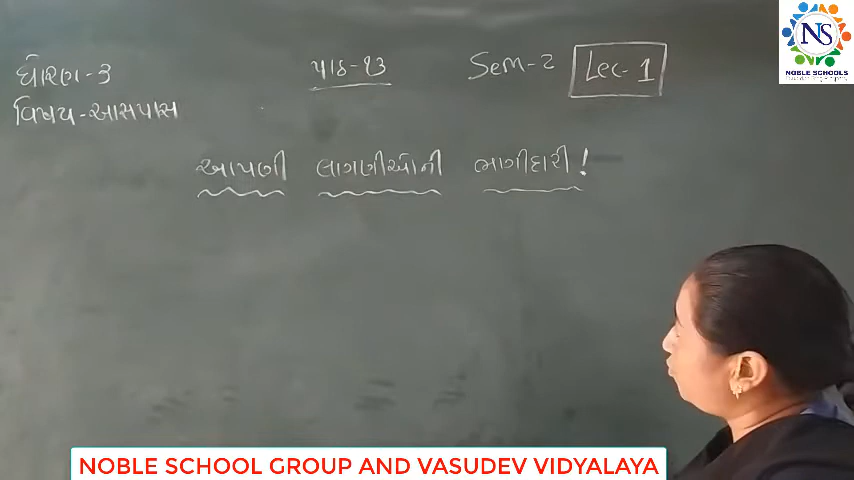 ધોરણ-૩
પાઠ-૧૩
Sem-2
Lec-1
વિષય-આસપાસ
આપણી લાગણીઓની ભાગીદારી!
NS
NOBLE SCHOOLS
NOBLE SCHOOL GROUP AND VASUDEV VIDYALAYA